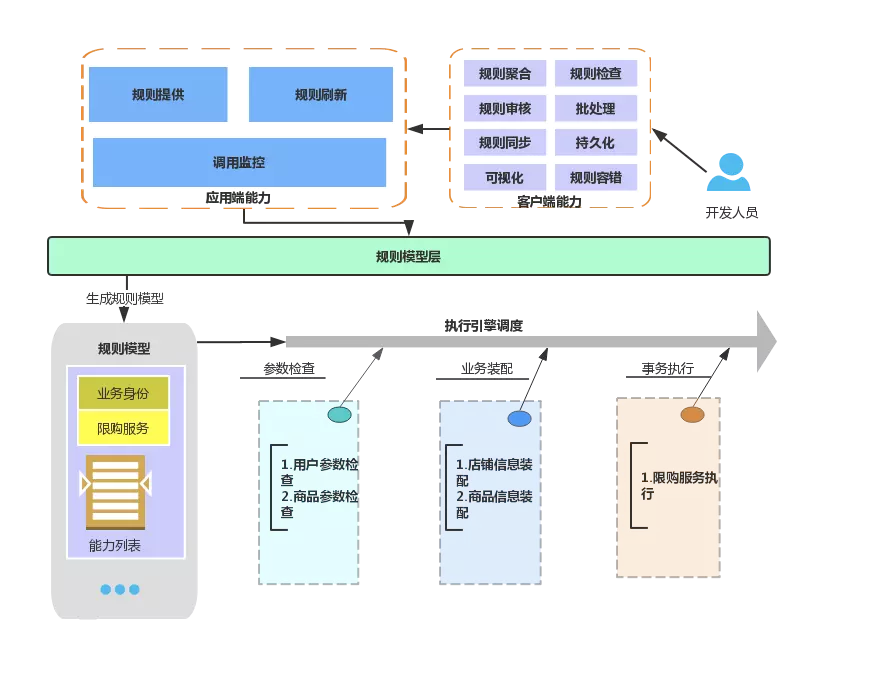 规则提供
规则刷新
调用监控
应用端能力
规则聚合
规则检查
规则审核
批处理
规则同步
持久化
可视化
规则容错
客户端能力
开发人员
规则模型层
生成规则模型
规则模型
业务身份
限购服务
能力列表
执行引擎调度
参数检查
业务装配
事务执行
1.用户参数检
查
2.商品参数检
查
1.店铺信息装
配
2.商品信息装
配
1.限购服务执
行